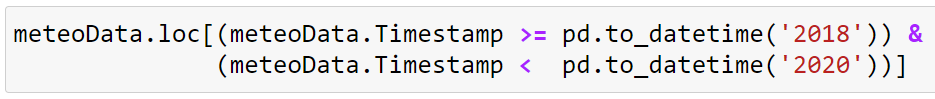 meteoData.loc[(meteoData.Timestamp >= pd.to_datetime('2018')) &
(meteoData.Timestamp <  pd.to_datetime('2020'))]